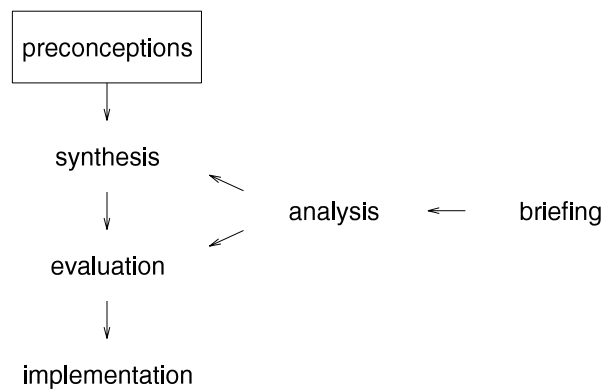 preconceptions
synthesis
analysis
briefing
evaluation
implementation